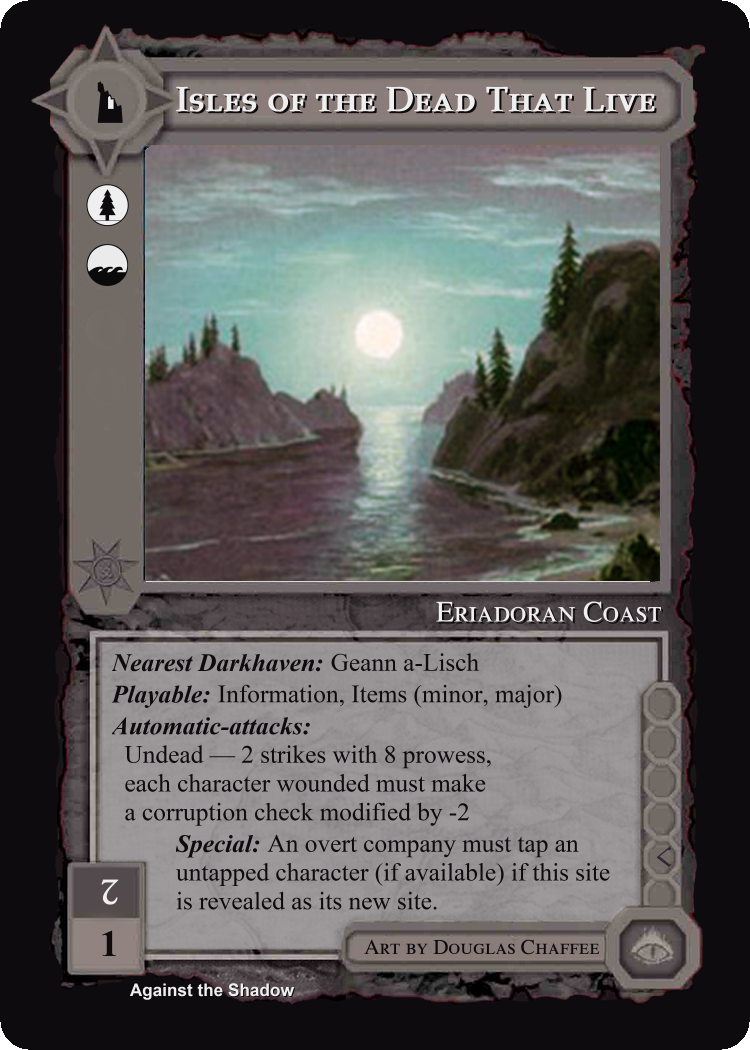 Isles of the Dead That Live
Eriadoran Coast
Nearest Darkhaven: Geann a-Lisch
Playable: Information, Items (minor, major)
Automatic-attacks:
Undead — 2 strikes with 8 prowess,
each character wounded must make
a corruption check modified by -2
Special: An overt company must tap an
untapped character (if available) if this site
is revealed as its new site.
2
1
Art by Douglas Chaffee
Against the Shadow